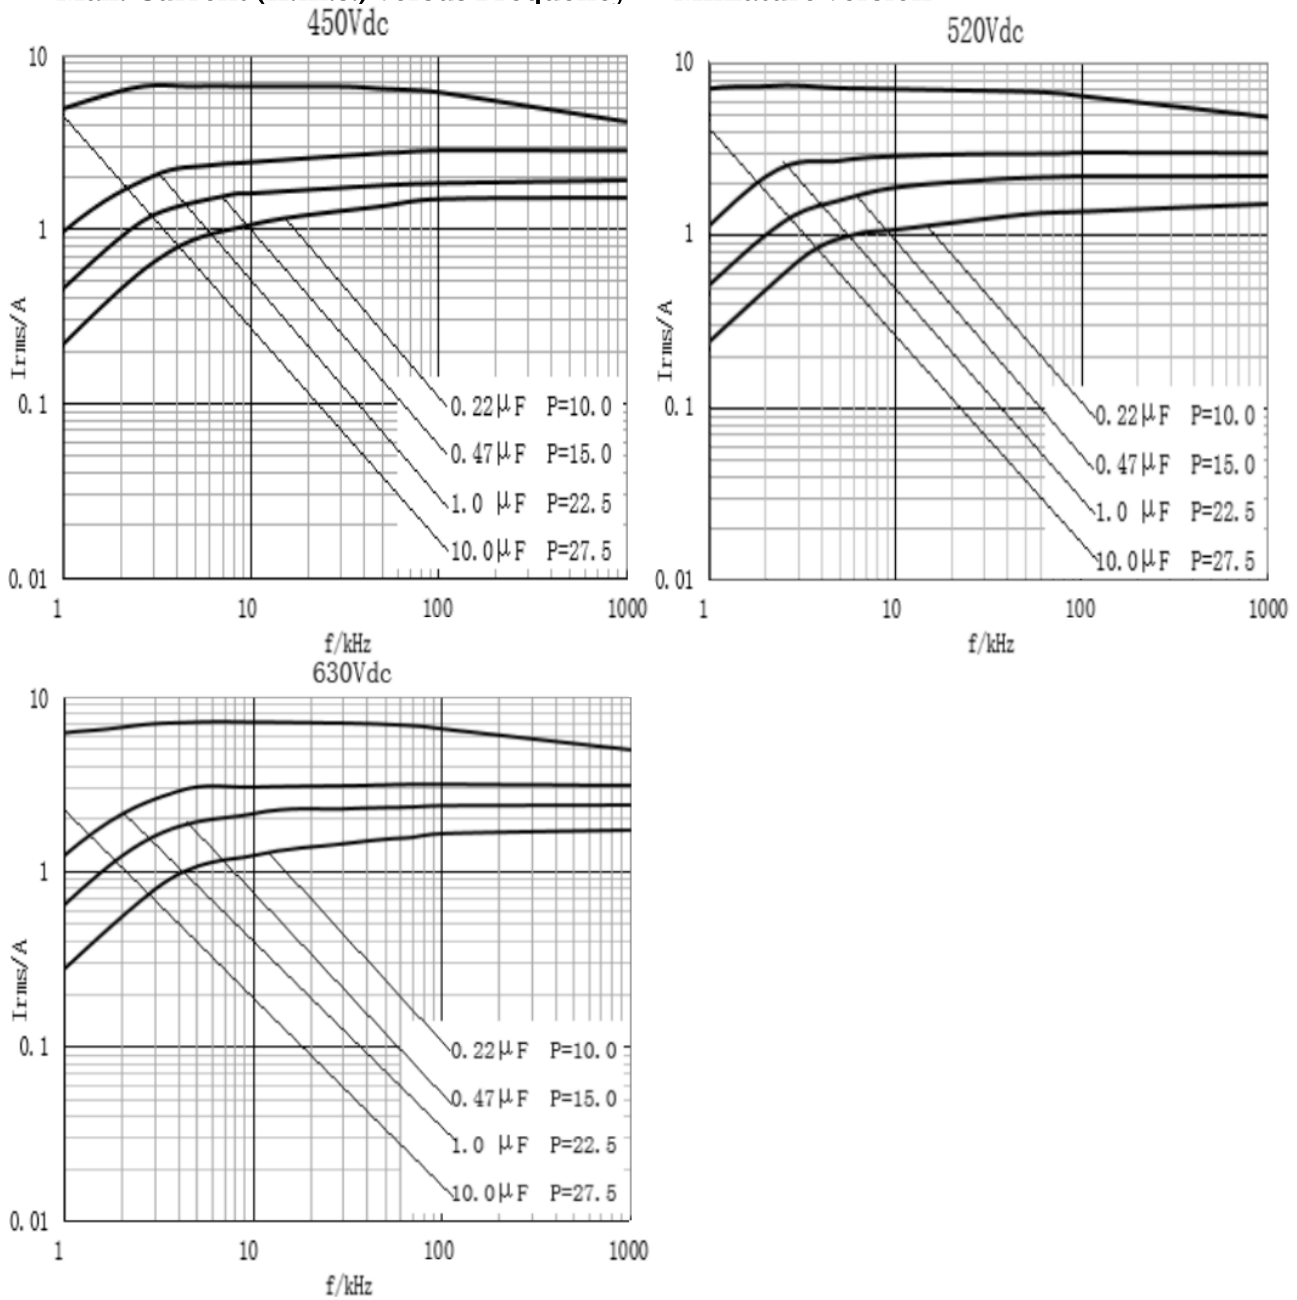 450Vdc
10
1
0.1
0.01
Irms/A
0.22μF P=10.0
0.47μF P=15.0
1.0 μF P=22.5
10.0μF P=27.5
1 10 100 1000
f/kHz
520Vdc
10
1
0.1
0.01
Irms/A
0.22μF P=10.0
0.47μF P=15.0
1.0 μF P=22.5
10.0μF P=27.5
1 10 100 1000
f/kHz
630Vdc
10
1
0.1
0.01
Irms/A
0.22μF P=10.0
0.47μF P=15.0
1.0 μF P=22.5
10.0μF P=27.5
1 10 100 1000
f/kHz